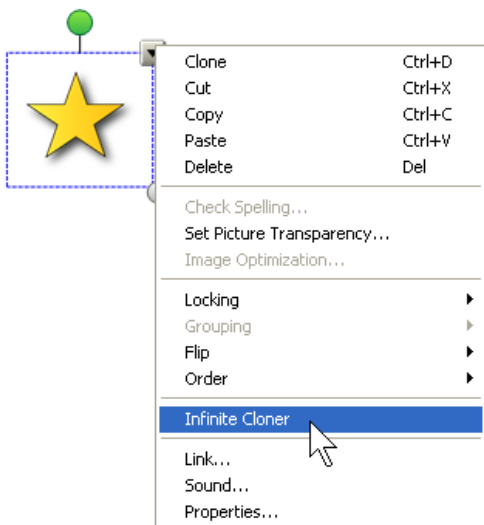 Clone Ctrl+D
Cut Ctrl+X
Copy Ctrl+C
Paste Ctrl+V
Delete Del
Check Spelling...
Set Picture Transparency...
Image Optimization...
Locking
Grouping
Flip
Order
Infinite Cloner
Link...
Sound...
Properties...